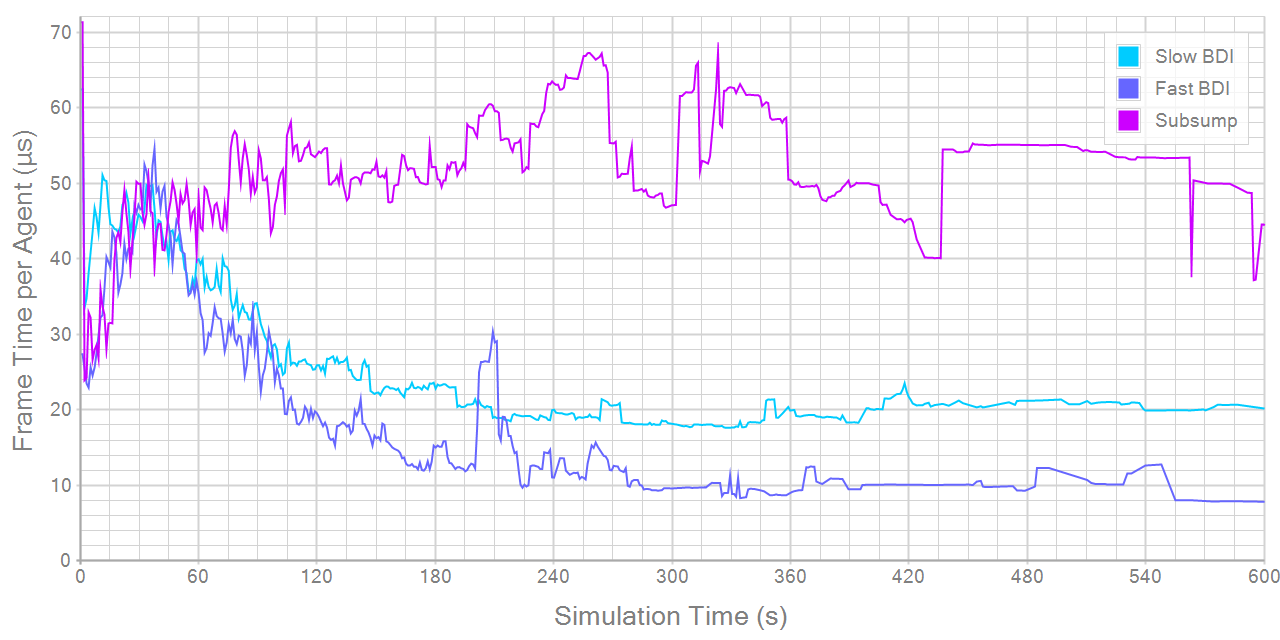 Frame Time per Agent (µs)
70
60
50
40
30
20
10
0
0 60 120 180 240 300 360 420 480 540 600
Simulation Time (s)
Slow BDI
Fast BDI
Subsump